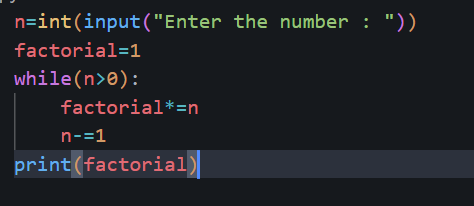 n=int(input("Enter the number : "))
factorial=1
while(n>0):
    factorial*=n
    n-=1
print(factorial)